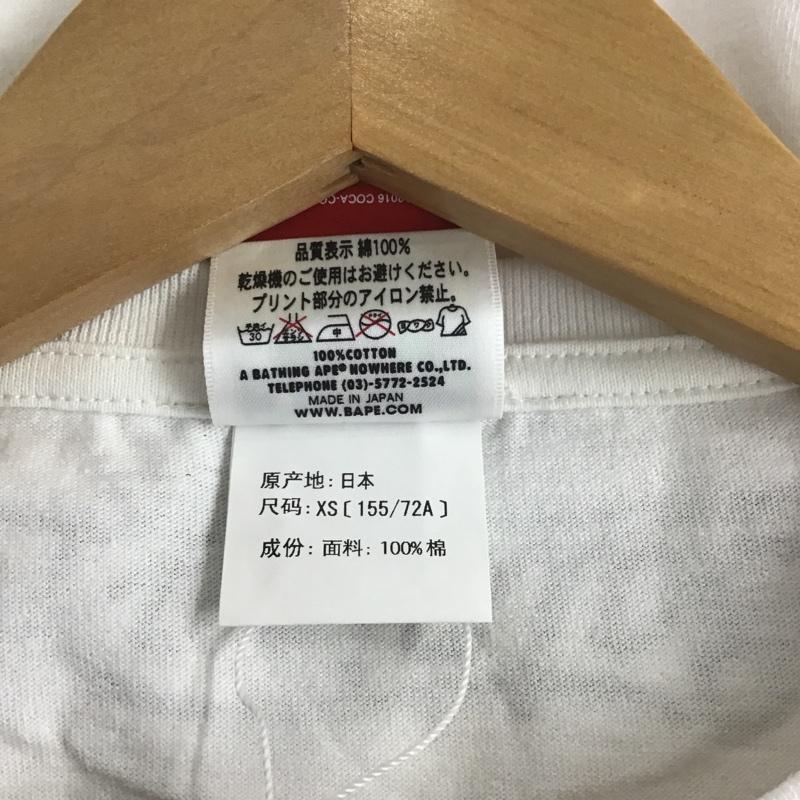 2016 COCA-CO
品質表示 綿100%
乾燥機のご使用はお避けください。
プリント部分のアイロン禁止。
30
中
100%COTTON
A BATHING APE® NOWHERE CO.,LTD.
TELEPHONE (03)-5772-2524
MADE IN JAPAN
WWW.BAPE.COM
原产地: 日本
尺码: XS〔155/72A〕
成份: 面料: 100%棉